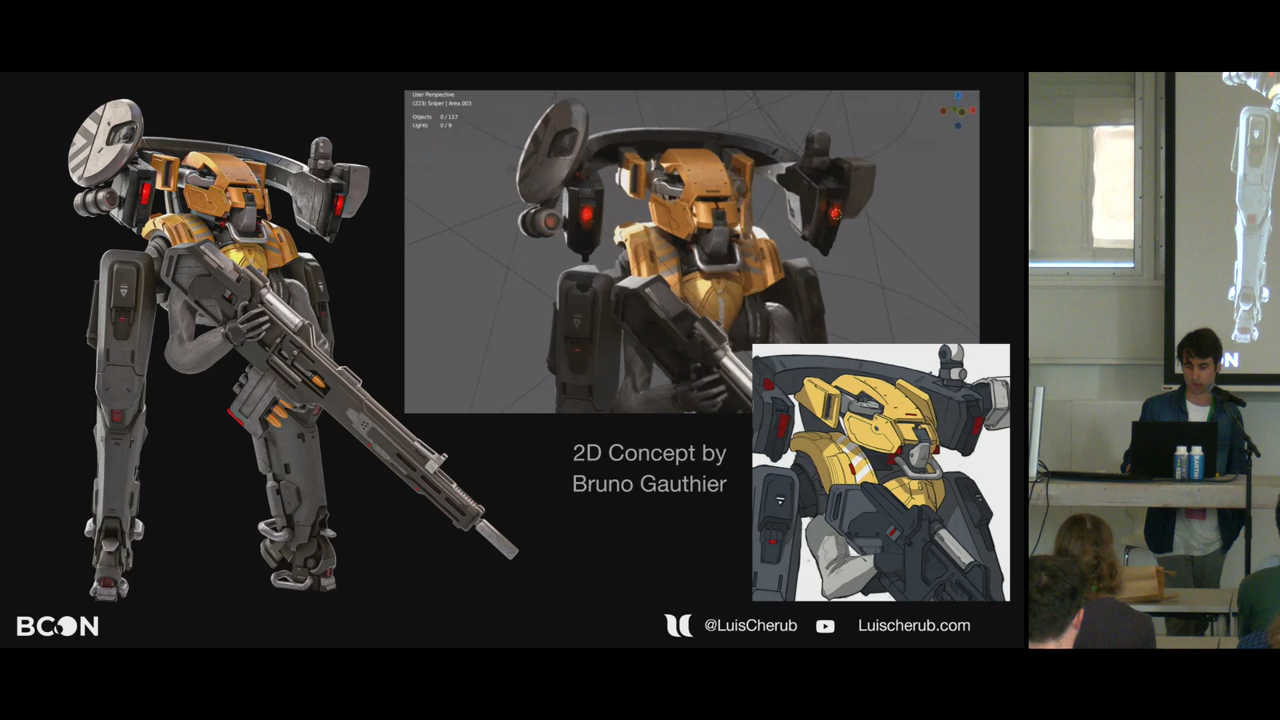 User Perspective
(223) Sniper | Area.003
Objects 0 / 117
Lights 0 / 9
2D Concept by
Bruno Gauthier
BCON
@LuisCherub
Luischerub.com